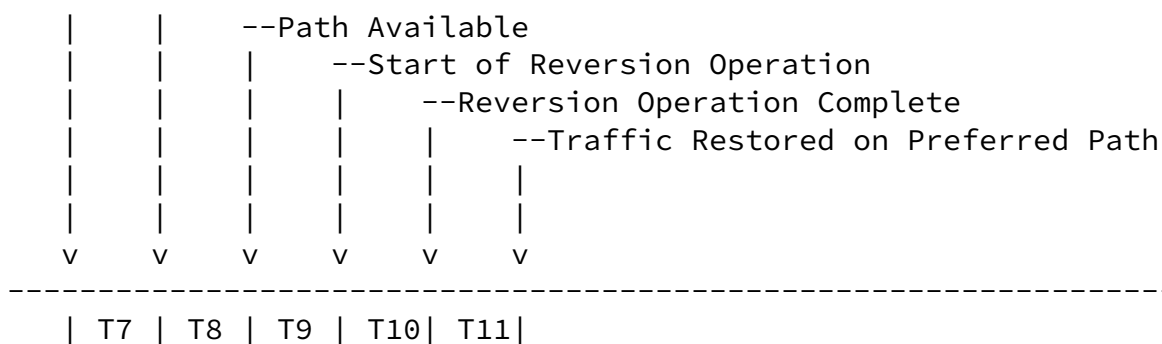 |    |    --Path Available
|    |    |    --Start of Reversion Operation
|    |    |    |    --Reversion Operation Complete
|    |    |    |    |    --Traffic Restored on Preferred Path
|    |    |    |    |    |
|    |    |    |    |    |
v    v    v    v    v    v
-----------------------------------------------------------------
| T7 | T8 | T9 | T10| T11|